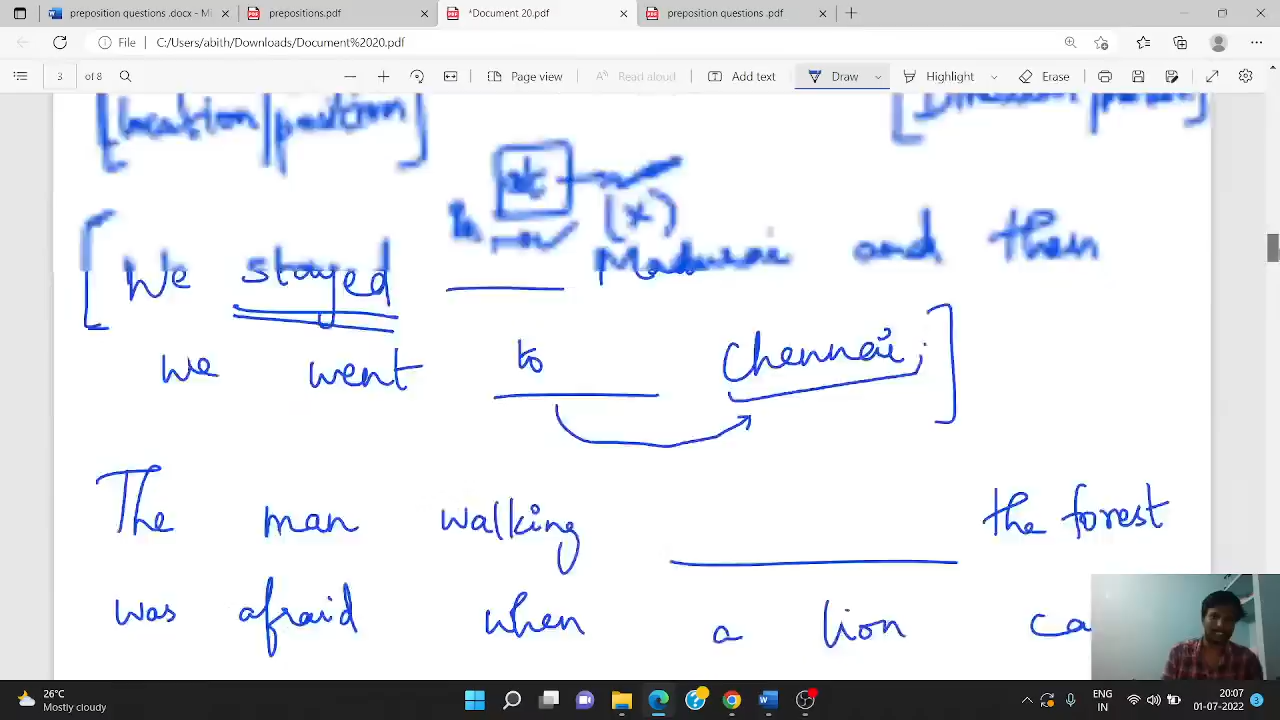 preposition questions .docx - Mi
prepositions.pdf
*Document 20.pdf
preposition questions .pdf
File C:/Users/abith/Downloads/Document%2020.pdf
3 of 8
Page view
Read aloud
Add text
Draw
Highlight
Erase
[location/position]
at
(x)
We stayed Madurai and then
we went to Chennai,
The man walking the forest
was afraid when a lion ca
26°C
Mostly cloudy
ENG
IN
20:07
01-07-2022
3